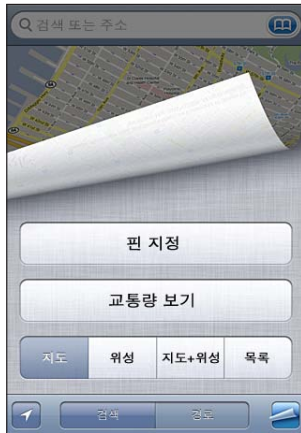 검색 또는 주소
핀 지정
교통량 보기
지도 위성 지도+위성 목록
검색 경로